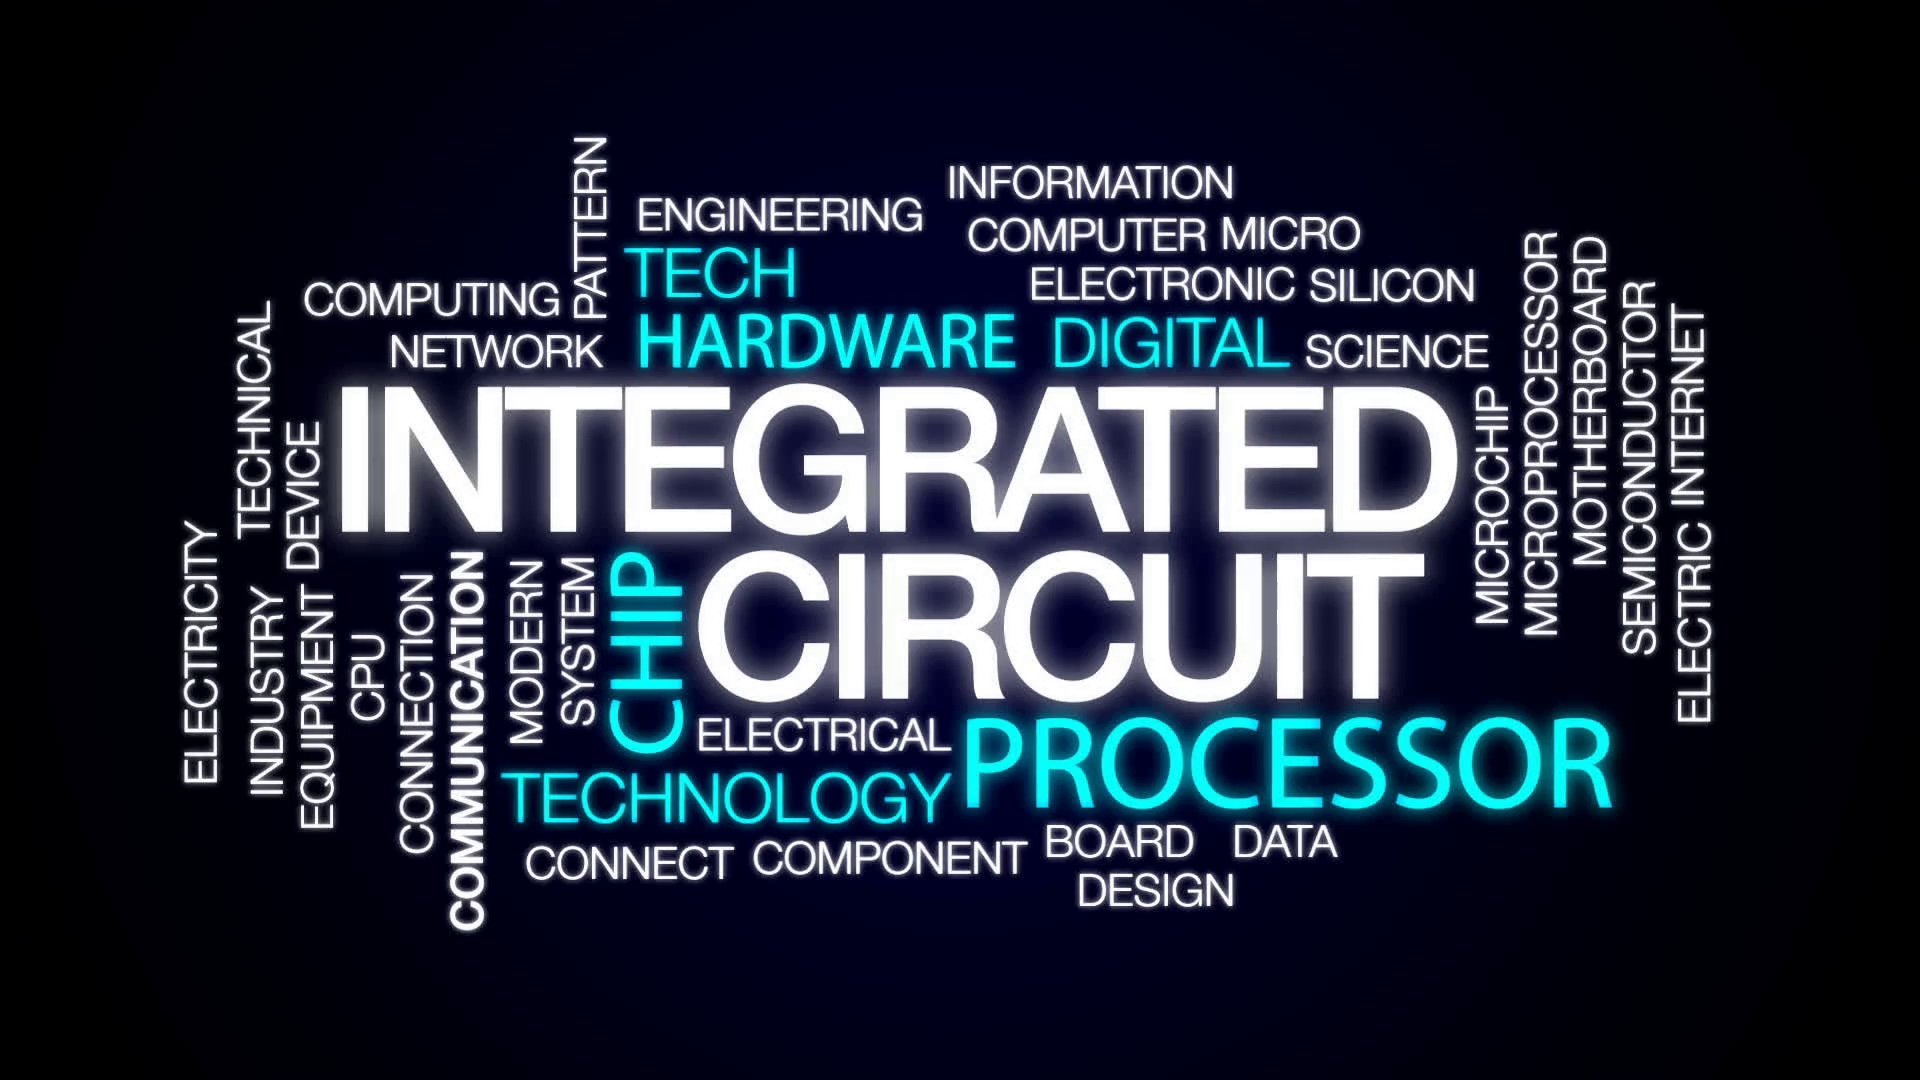 PATTERN
INFORMATION
ENGINEERING
COMPUTER MICRO
TECH
ELECTRONIC SILICON
COMPUTING
NETWORK
HARDWARE DIGITAL SCIENCE
TECHNICAL
DEVICE
INTEGRATED
CIRCUIT
MICROCHIP
MICROPROCESSOR
MOTHERBOARD
SEMICONDUCTOR
ELECTRIC INTERNET
ELECTRICITY
INDUSTRY
EQUIPMENT
CPU
CONNECTION
COMMUNICATION
MODERN
SYSTEM
CHIP
ELECTRICAL
PROCESSOR
TECHNOLOGY
CONNECT COMPONENT
BOARD DATA
DESIGN